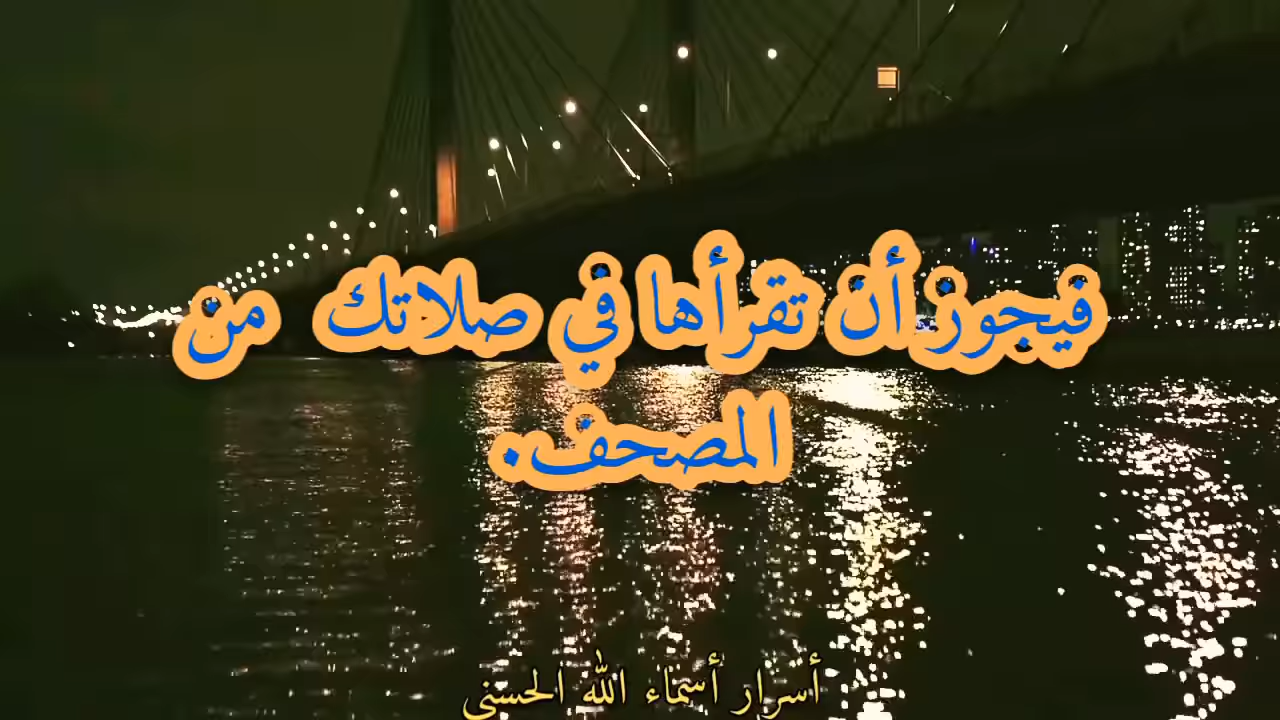 فيجوز أن تقرأها في صلاتك من
المصحف.
أسرار أسماء الله الحسنى